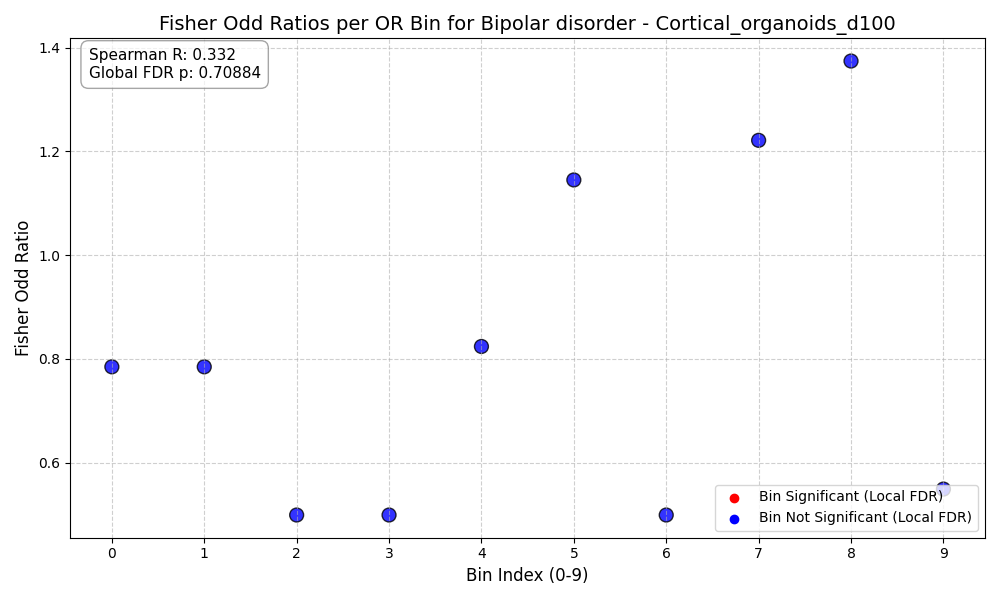 Fisher Odd Ratios per OR Bin for Bipolar disorder - Cortical_organoids_d100
Spearman R: 0.332
Global FDR p: 0.70884
1.4
1.2
1.0
0.8
0.6
Fisher Odd Ratio
Bin Significant (Local FDR)
Bin Not Significant (Local FDR)
0 1 2 3 4 5 6 7 8 9
Bin Index (0-9)